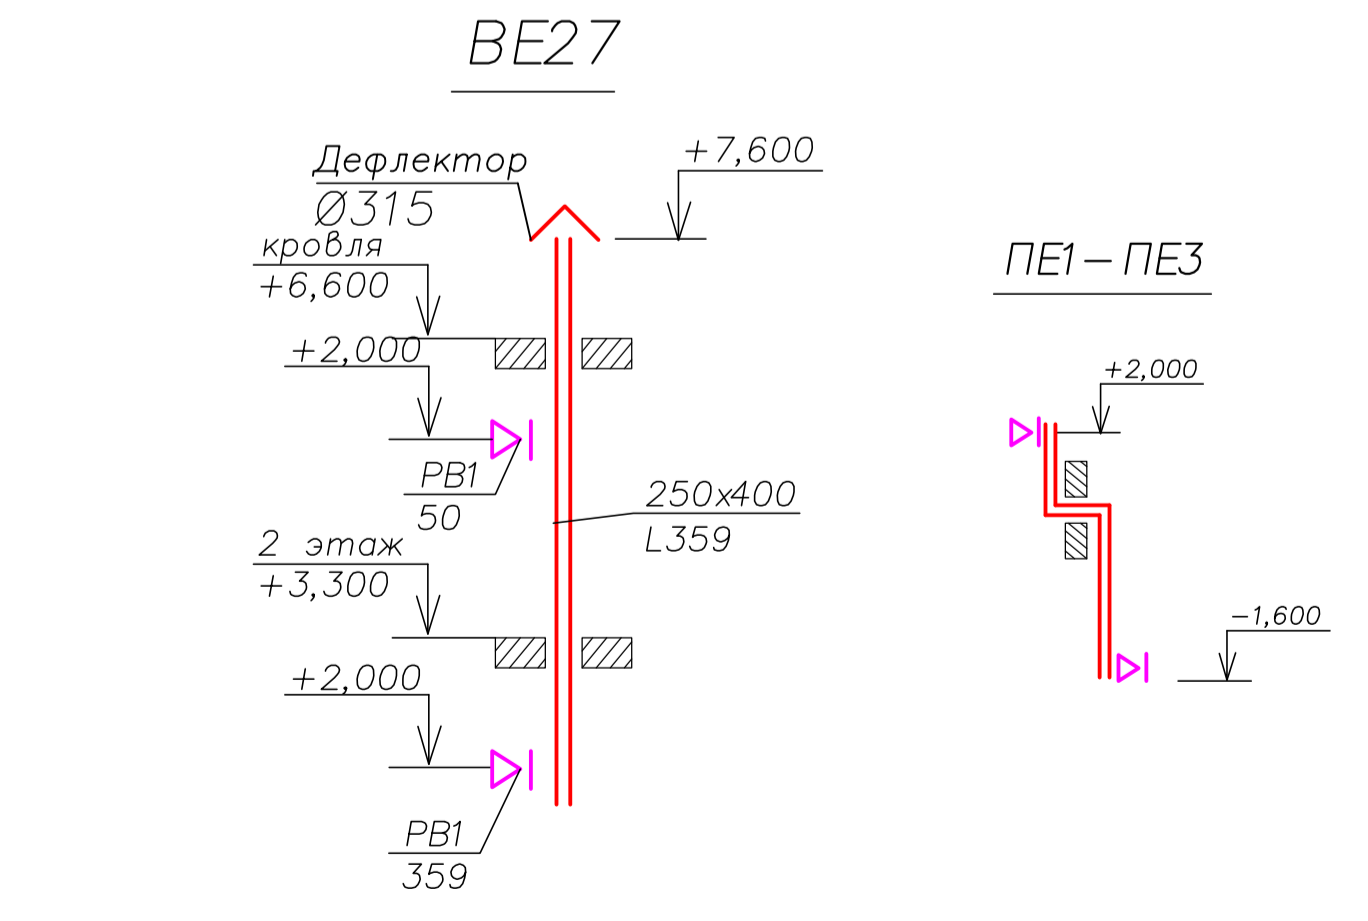 ВЕ27
Дефлектор
Ø315
+7,600
кровля
+6,600
+2,000
РВ1
50
250х400
L359
2 этаж
+3,300
+2,000
РВ1
359
ПЕ1-ПЕ3
+2,000
-1,600